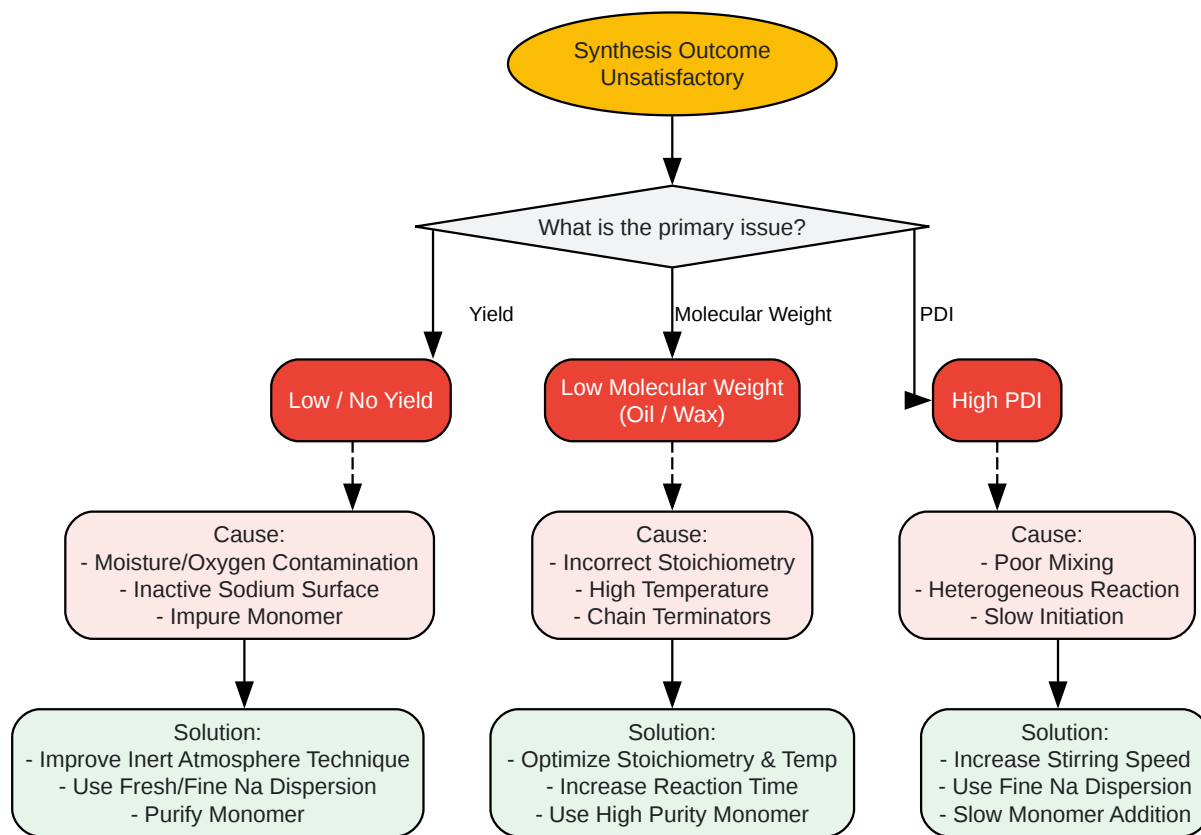 Synthesis Outcome
Unsatisfactory
What is the primary issue?
Yield
Molecular Weight
PDI
Low / No Yield
Low Molecular Weight
(Oil / Wax)
High PDI
Cause:
- Moisture/Oxygen Contamination
- Inactive Sodium Surface
- Impure Monomer
Cause:
- Incorrect Stoichiometry
- High Temperature
- Chain Terminators
Cause:
- Poor Mixing
- Heterogeneous Reaction
- Slow Initiation
Solution:
- Improve Inert Atmosphere Technique
- Use Fresh/Fine Na Dispersion
- Purify Monomer
Solution:
- Optimize Stoichiometry & Temp
- Increase Reaction Time
- Use High Purity Monomer
Solution:
- Increase Stirring Speed
- Use Fine Na Dispersion
- Slow Monomer Addition